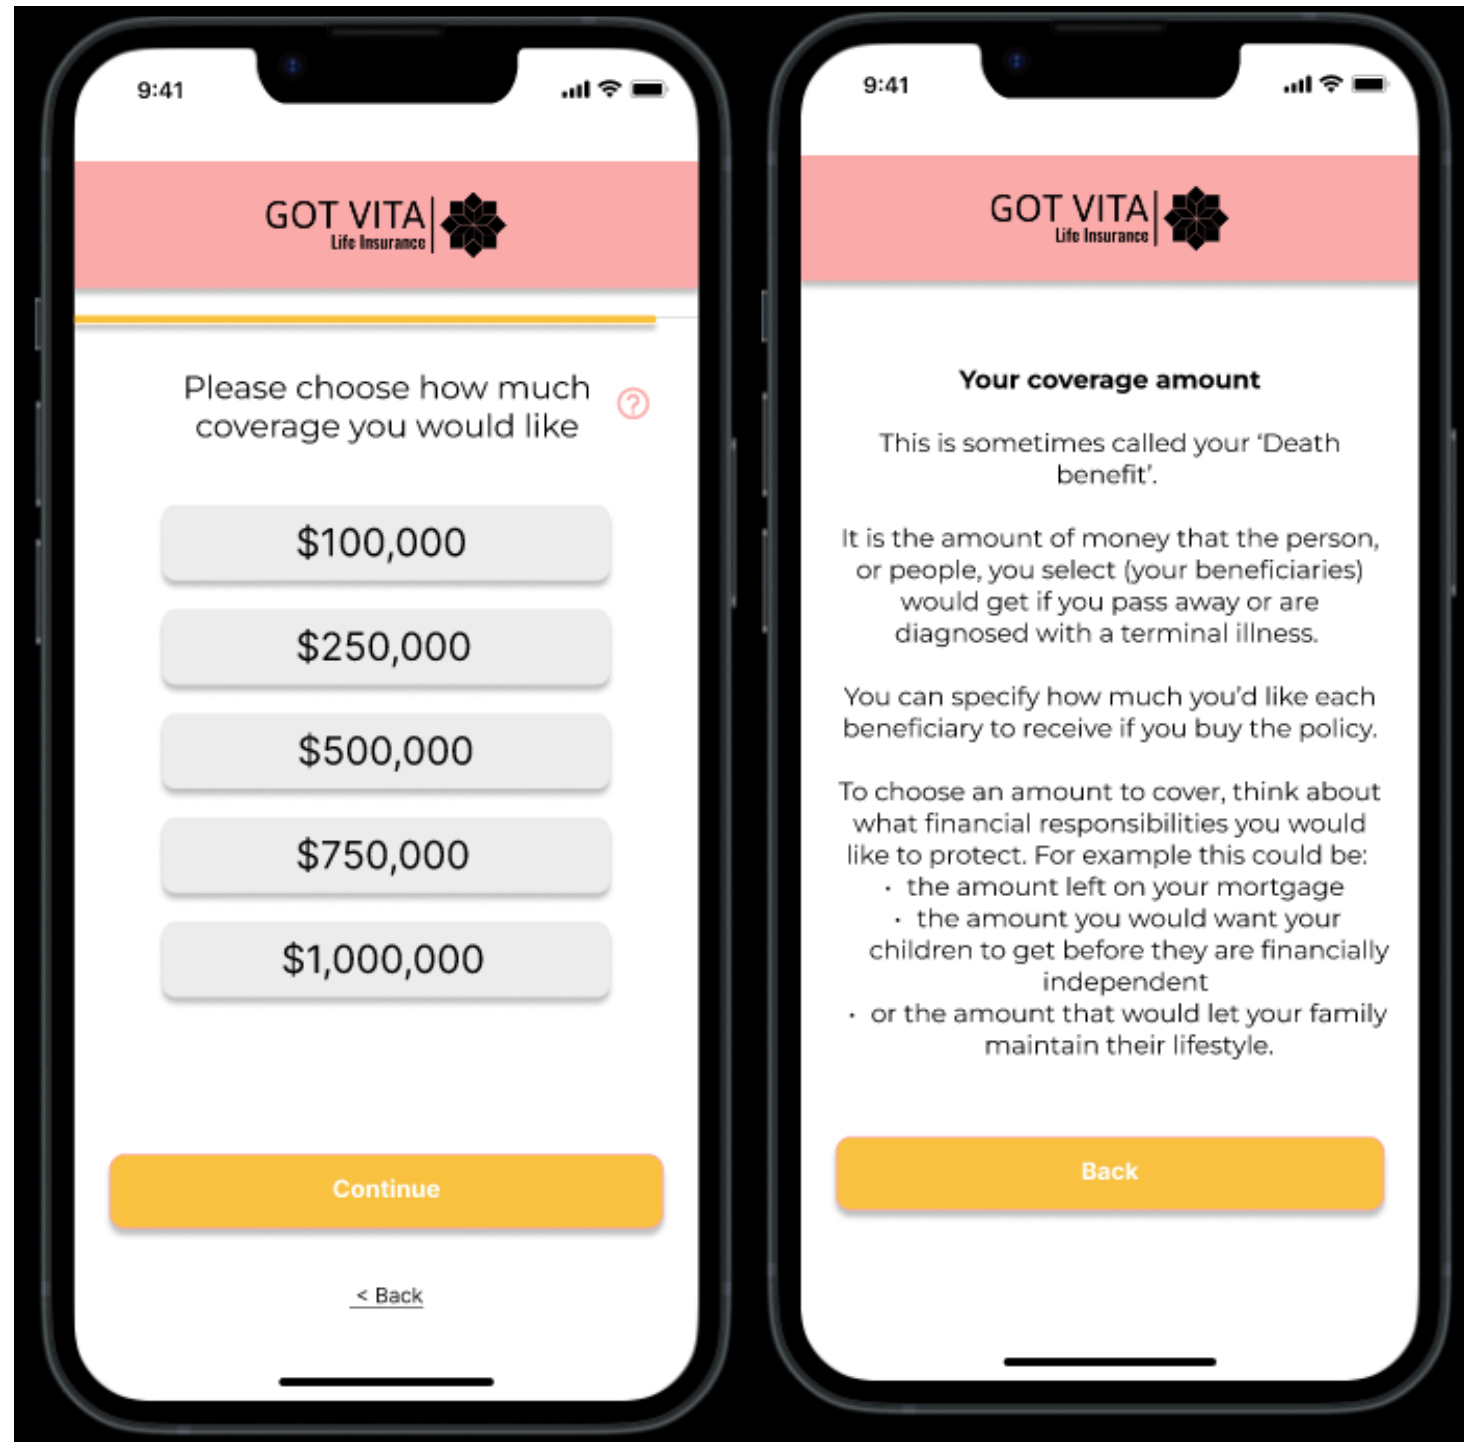 9:41
GOT VITA
Life Insurance
Please choose how much
coverage you would like
?
$100,000
$250,000
$500,000
$750,000
$1,000,000
Continue
< Back
9:41
GOT VITA
Life Insurance
Your coverage amount
This is sometimes called your ‘Death
benefit’.
It is the amount of money that the person,
or people, you select (your beneficiaries)
would get if you pass away or are
diagnosed with a terminal illness.
You can specify how much you’d like each
beneficiary to receive if you buy the policy.
To choose an amount to cover, think about
what financial responsibilities you would
like to protect. For example this could be:
• the amount left on your mortgage
• the amount you would want your
children to get before they are financially
independent
• or the amount that would let your family
maintain their lifestyle.
Back